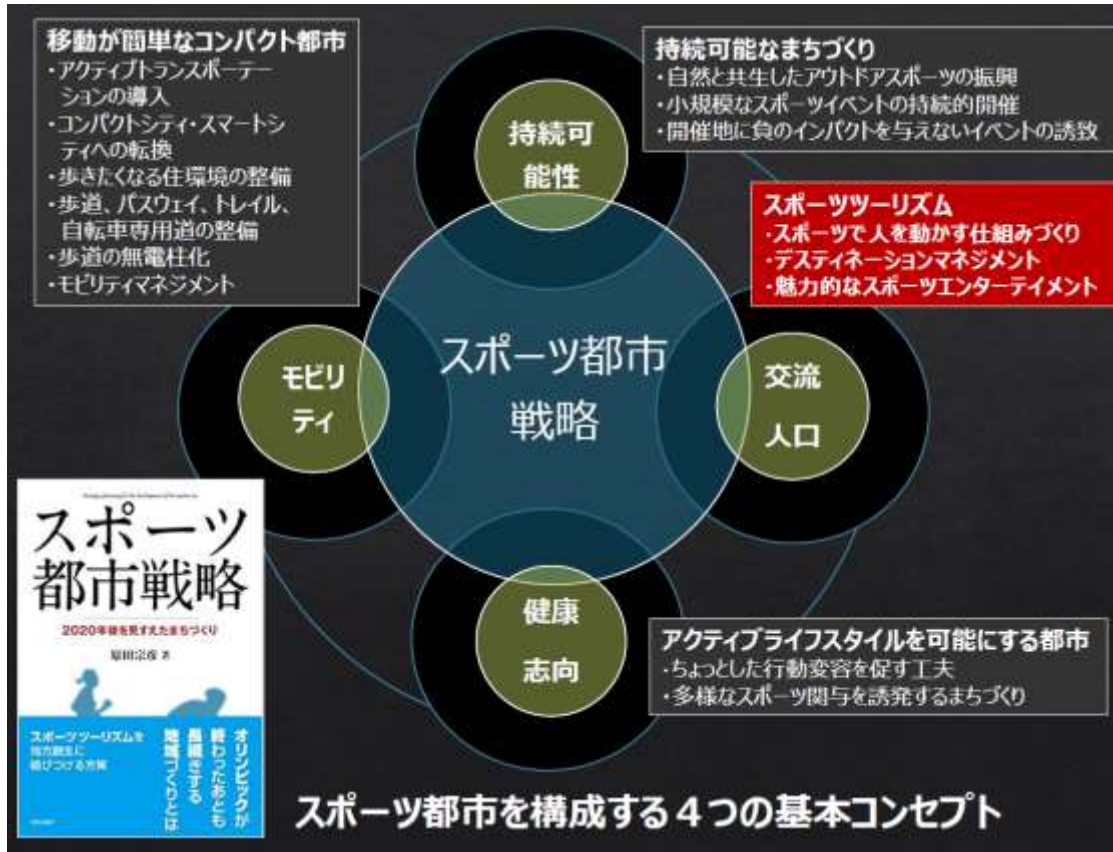 移動が簡単なコンパクト都市
・アクティブトランスポーテー
ションの導入
・コンパクトシティ・スマートシ
ティへの転換
・歩きたくなる住環境の整備
・歩道、パスウェイ、トレイル、
自転車専用道の整備
・歩道の無電柱化
・モビリティマネジメント
持続可能なまちづくり
・自然と共生したアウトドアスポーツの振興
・小規模なスポーツイベントの持続的開催
・開催地に負のインパクトを与えないイベントの誘致
持続可
能性
スポーツツーリズム
・スポーツで人を動かす仕組みづくり
・デスティネーションマネジメント
・魅力的なスポーツエンターテイメント
モビリ
ティ
スポーツ都市
戦略
交流
人口
健康
志向
アクティブライフスタイルを可能にする都市
・ちょっとした行動変容を促す工夫
・多様なスポーツ関与を誘発するまちづくり
スポーツ
都市戦略
2020年後を見すえたまちづくり
原田宗彦 著
スポーツツーリズムを
地方創生に
結びつける方策
オリンピックが
終わったあとも
長続きする
地域づくりとは
スポーツ都市を構成する4つの基本コンセプト